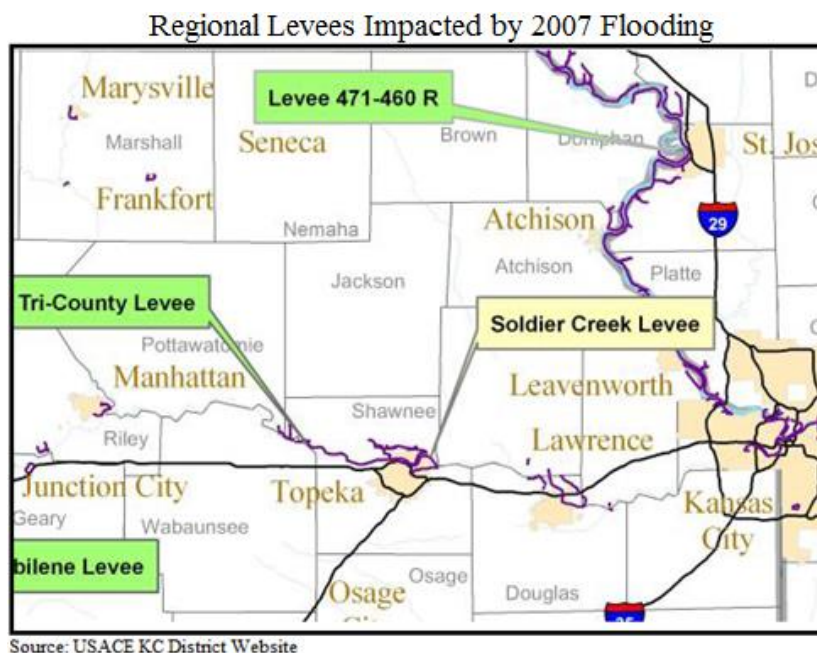 Regional Levees Impacted by 2007 Flooding
Marysville
Marshall
Seneca
Levee 471-460 R
Brown
Doniphan
St. Jos
Frankfort
Nemaha
Atchison
29
Jackson
Atchison
Platte
Tri-County Levee
Soldier Creek Levee
Pottawatomie
Manhattan
Leavenworth
Shawnee
Riley
Lawrence
Junction City
Topeka
Kansas
City
Geary
Wabaunsee
bilene Levee
Osage
Osage
Douglas
Source: USACE KC District Website